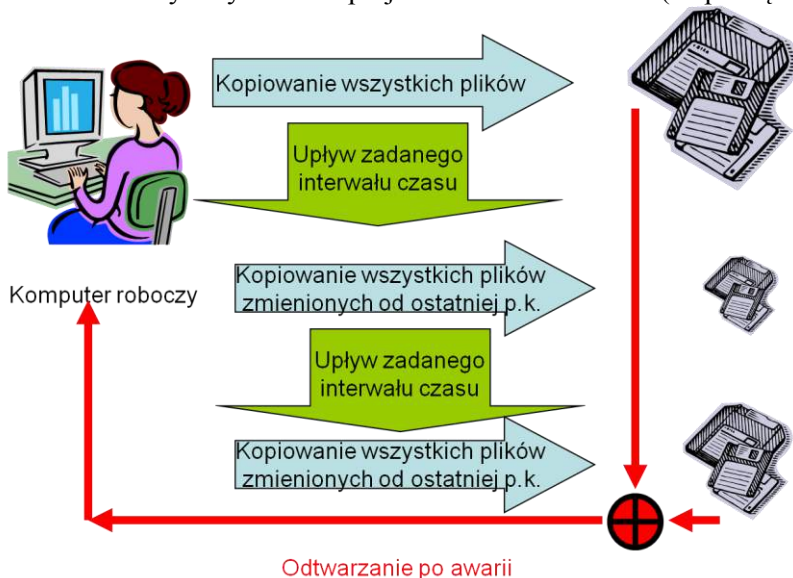 Kopiowanie wszystkich plików
Upływ zadanego
interwału czasu
Komputer roboczy
Kopiowanie wszystkich plików
zmienionych od ostatniej p.k.
Upływ zadanego
interwału czasu
Kopiowanie wszystkich plików
zmienionych od ostatniej p.k.
Odtwarzanie po awarii